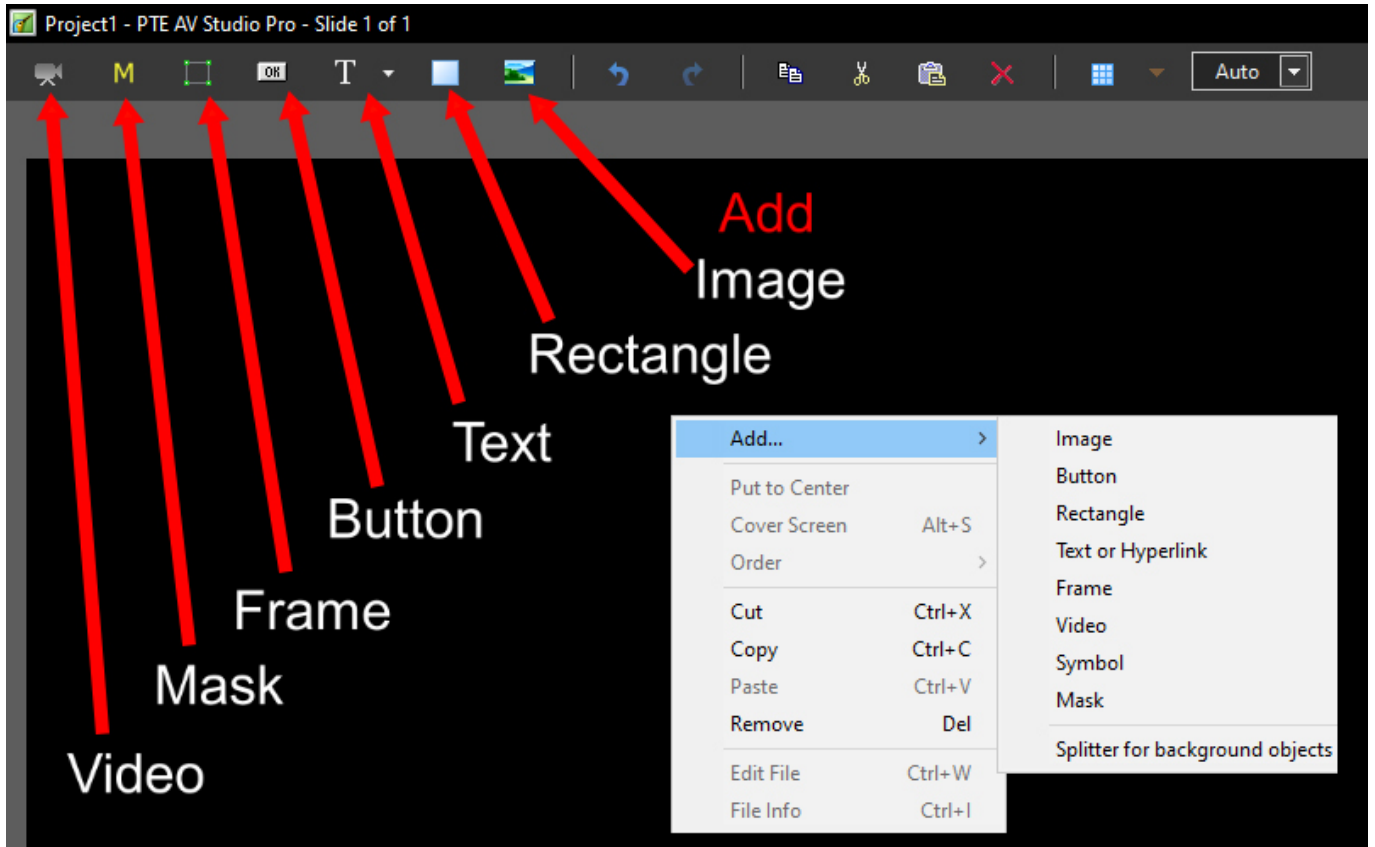 Project1 - PTE AV Studio Pro - Slide 1 of 1
M
OK
T
Auto
Add
Image
Rectangle
Text
Button
Frame
Mask
Video
Add...
Put to Center
Cover Screen Alt+S
Order
Cut Ctrl+X
Copy Ctrl+C
Paste Ctrl+V
Remove Del
Edit File Ctrl+W
File Info Ctrl+I
Image
Button
Rectangle
Text or Hyperlink
Frame
Video
Symbol
Mask
Splitter for background objects